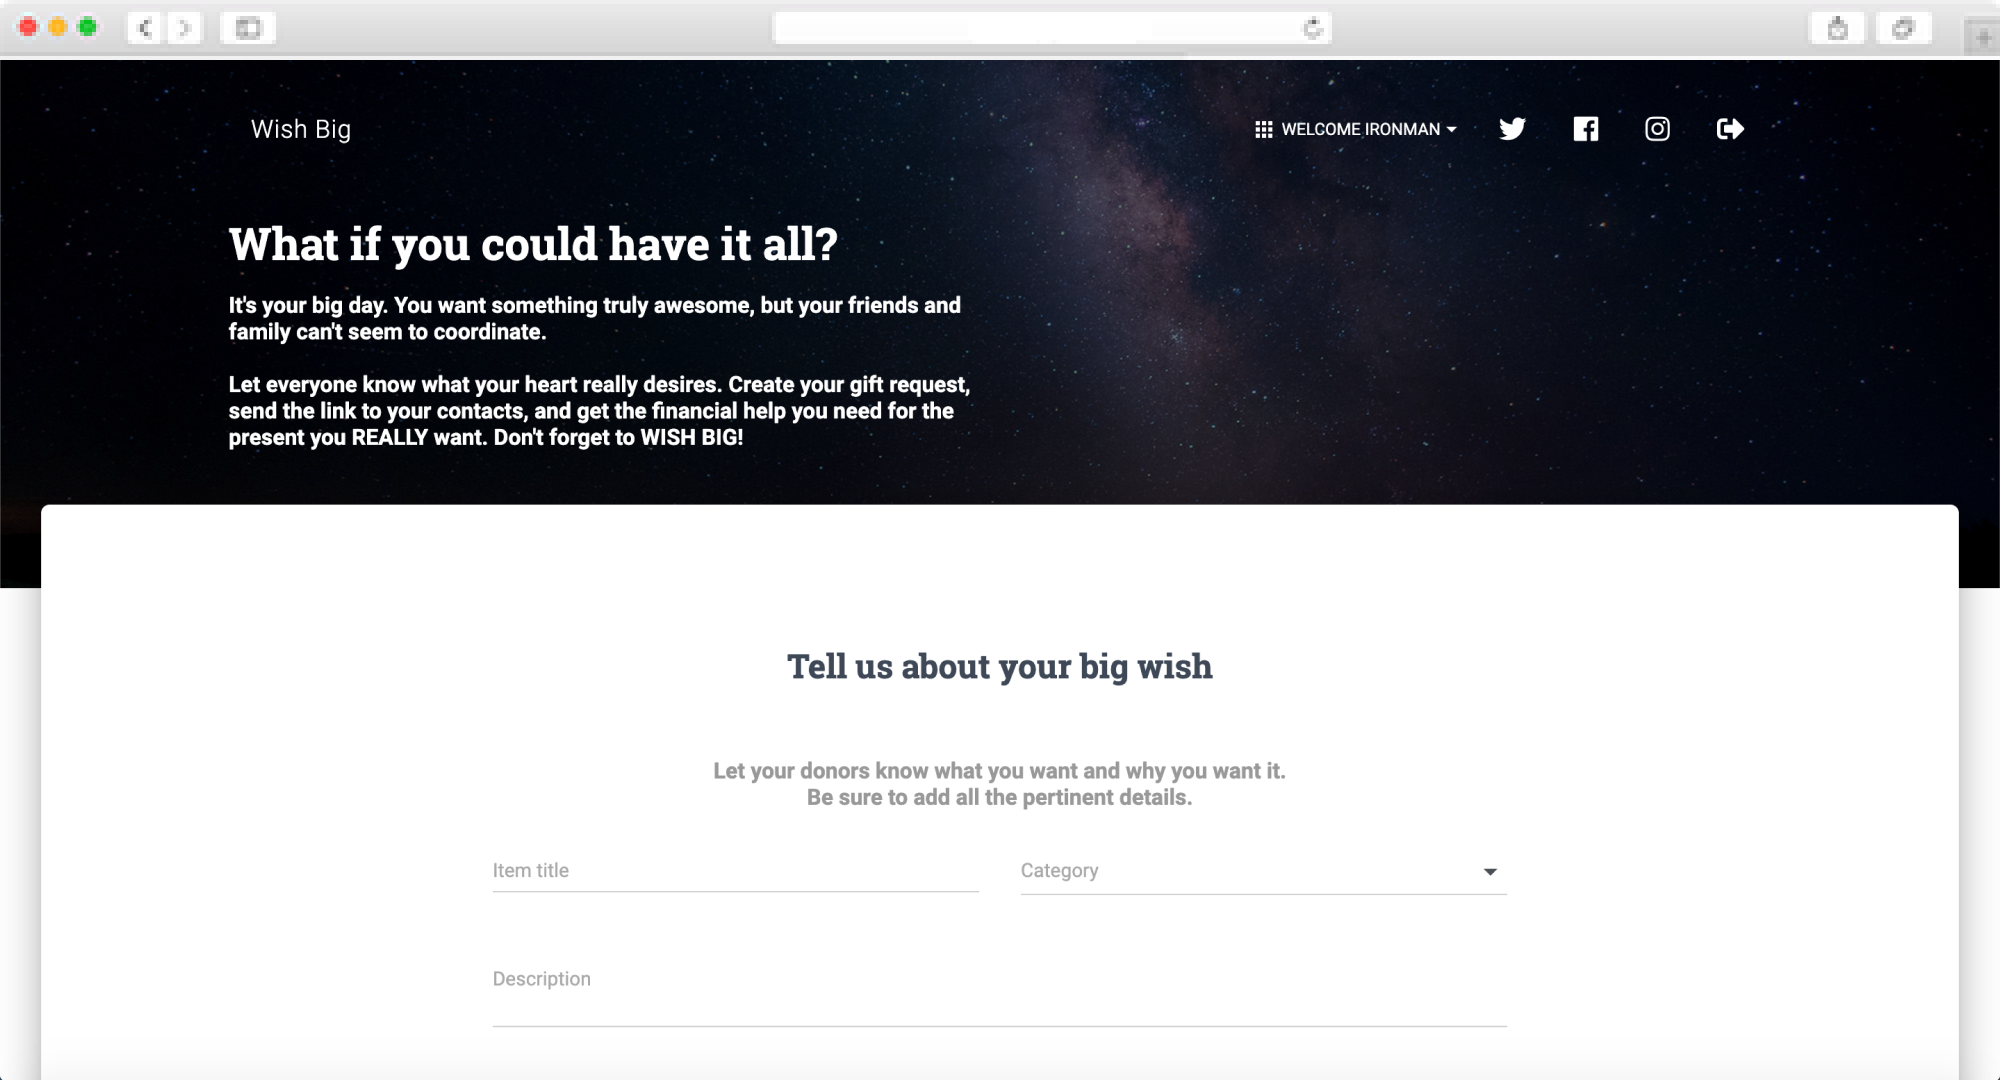 Wish Big
WELCOME IRONMAN
What if you could have it all?
It's your big day. You want something truly awesome, but your friends and
family can't seem to coordinate.
Let everyone know what your heart really desires. Create your gift request,
send the link to your contacts, and get the financial help you need for the
present you REALLY want. Don't forget to WISH BIG!
Tell us about your big wish
Let your donors know what you want and why you want it.
Be sure to add all the pertinent details.
Item title
Category
Description